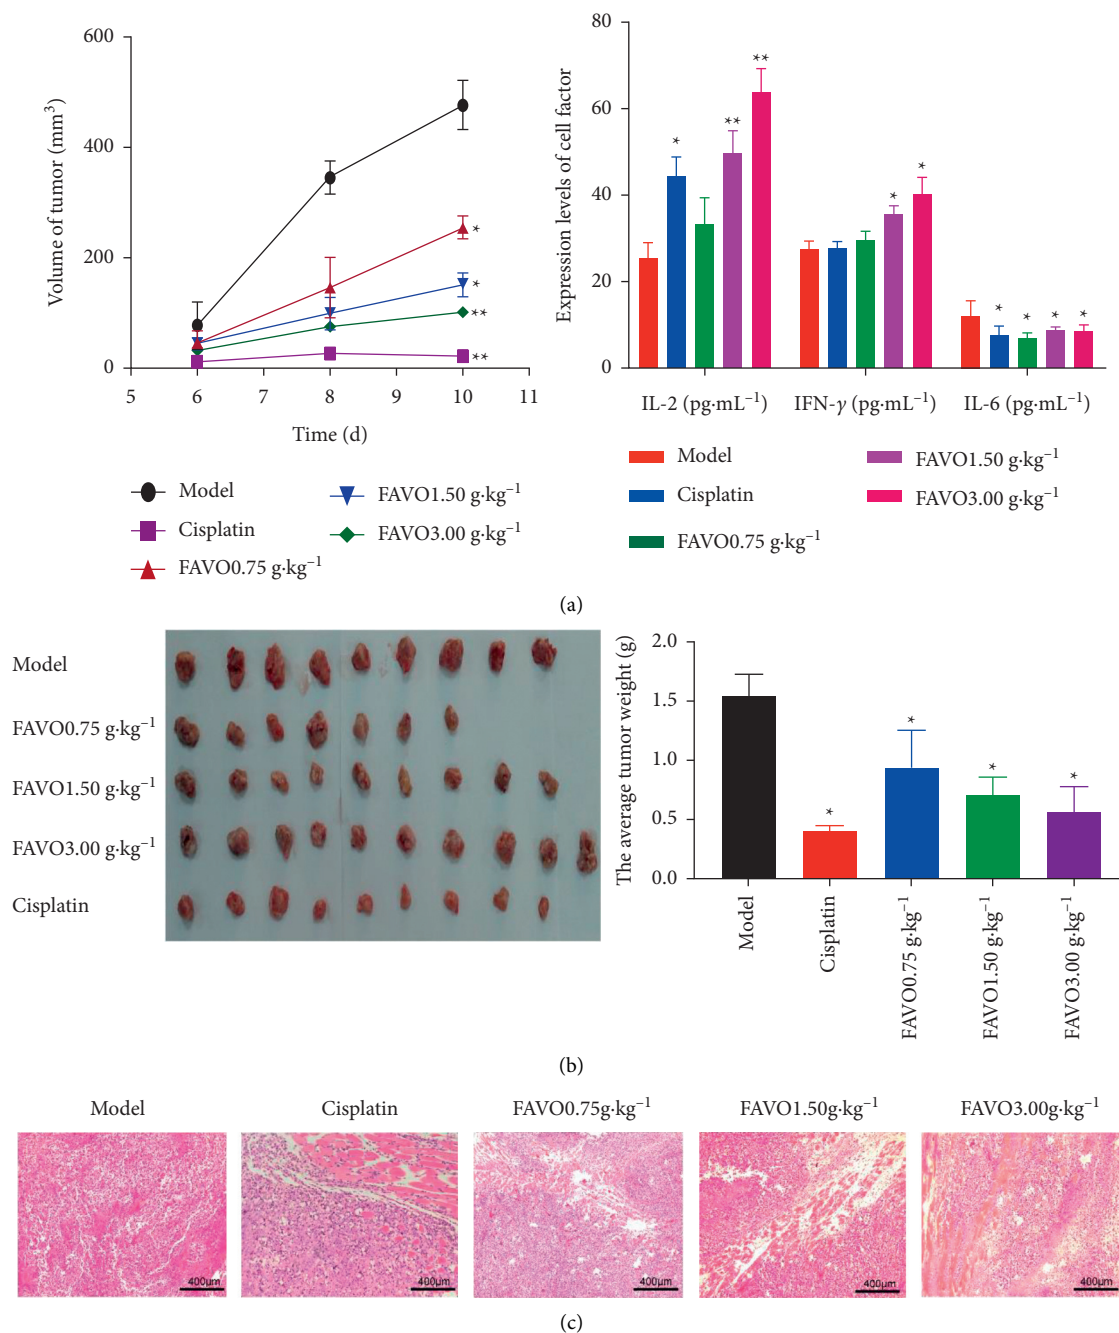 600
400
200
0
Volume of tumor (mm³)
5 6 7 8 9 10 11
Time (d)
*
*
**
**
Model
Cisplatin
FAVO0.75 g·kg⁻¹
FAVO1.50 g·kg⁻¹
FAVO3.00 g·kg⁻¹
80
60
40
20
0
Expression levels of cell factor
* ** **
* *
* * * *
IL-2 (pg·mL⁻¹) IFN-γ (pg·mL⁻¹) IL-6 (pg·mL⁻¹)
Model
Cisplatin
FAVO0.75 g·kg⁻¹
FAVO1.50 g·kg⁻¹
FAVO3.00 g·kg⁻¹
(a)
Model
FAVO0.75 g·kg⁻¹
FAVO1.50 g·kg⁻¹
FAVO3.00 g·kg⁻¹
Cisplatin
2.0
1.5
1.0
0.5
0.0
The average tumor weight (g)
* * * *
Model
Cisplatin
FAVO0.75 g·kg⁻¹
FAVO1.50 g·kg⁻¹
FAVO3.00 g·kg⁻¹
(b)
Model Cisplatin FAVO0.75g·kg⁻¹ FAVO1.50g·kg⁻¹ FAVO3.00g·kg⁻¹
400μm 400μm 400μm 400μm 400μm
(c)